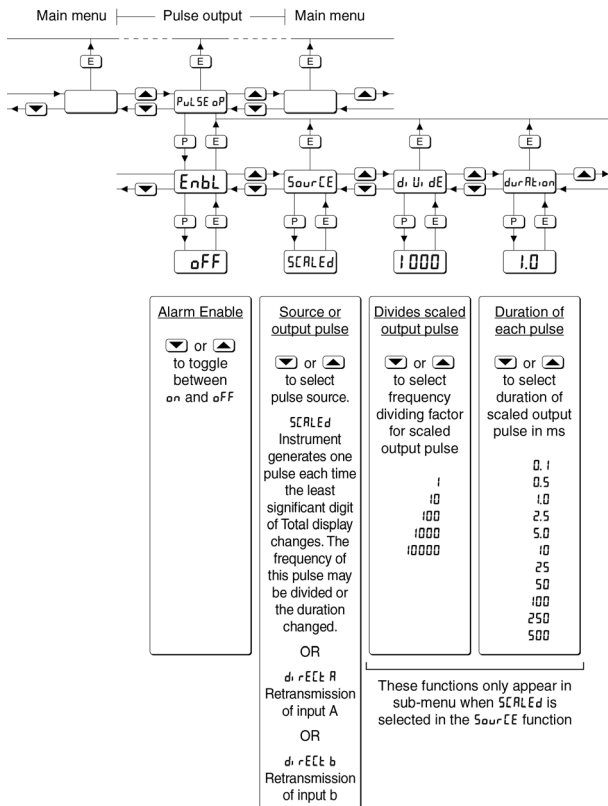 Main menu Pulse output Main menu
E E E
PuLSE oP
P E E E E
EnbL SourCE di Vi dE durAtion
P E P E P E P E
oFF SCALEd 1000 1.0
Alarm Enable
or
to toggle
between
on and oFF
Source or
output pulse
or
to select
pulse source.
SCALEd
Instrument
generates one
pulse each time
the least
significant digit
of Total display
changes. The
frequency of
this pulse may
be divided or
the duration
changed.
OR
di rECt A
Retransmission
of input A
OR
di rECt b
Retransmission
of input b
Divides scaled
output pulse
or
to select
frequency
dividing factor
for scaled
output pulse
1
10
100
1000
10000
Duration of
each pulse
or
to select
duration of
scaled output
pulse in ms
0.1
0.5
1.0
2.5
5.0
10
25
50
100
250
500
These functions only appear in
sub-menu when SCALEd is
selected in the SourCE function